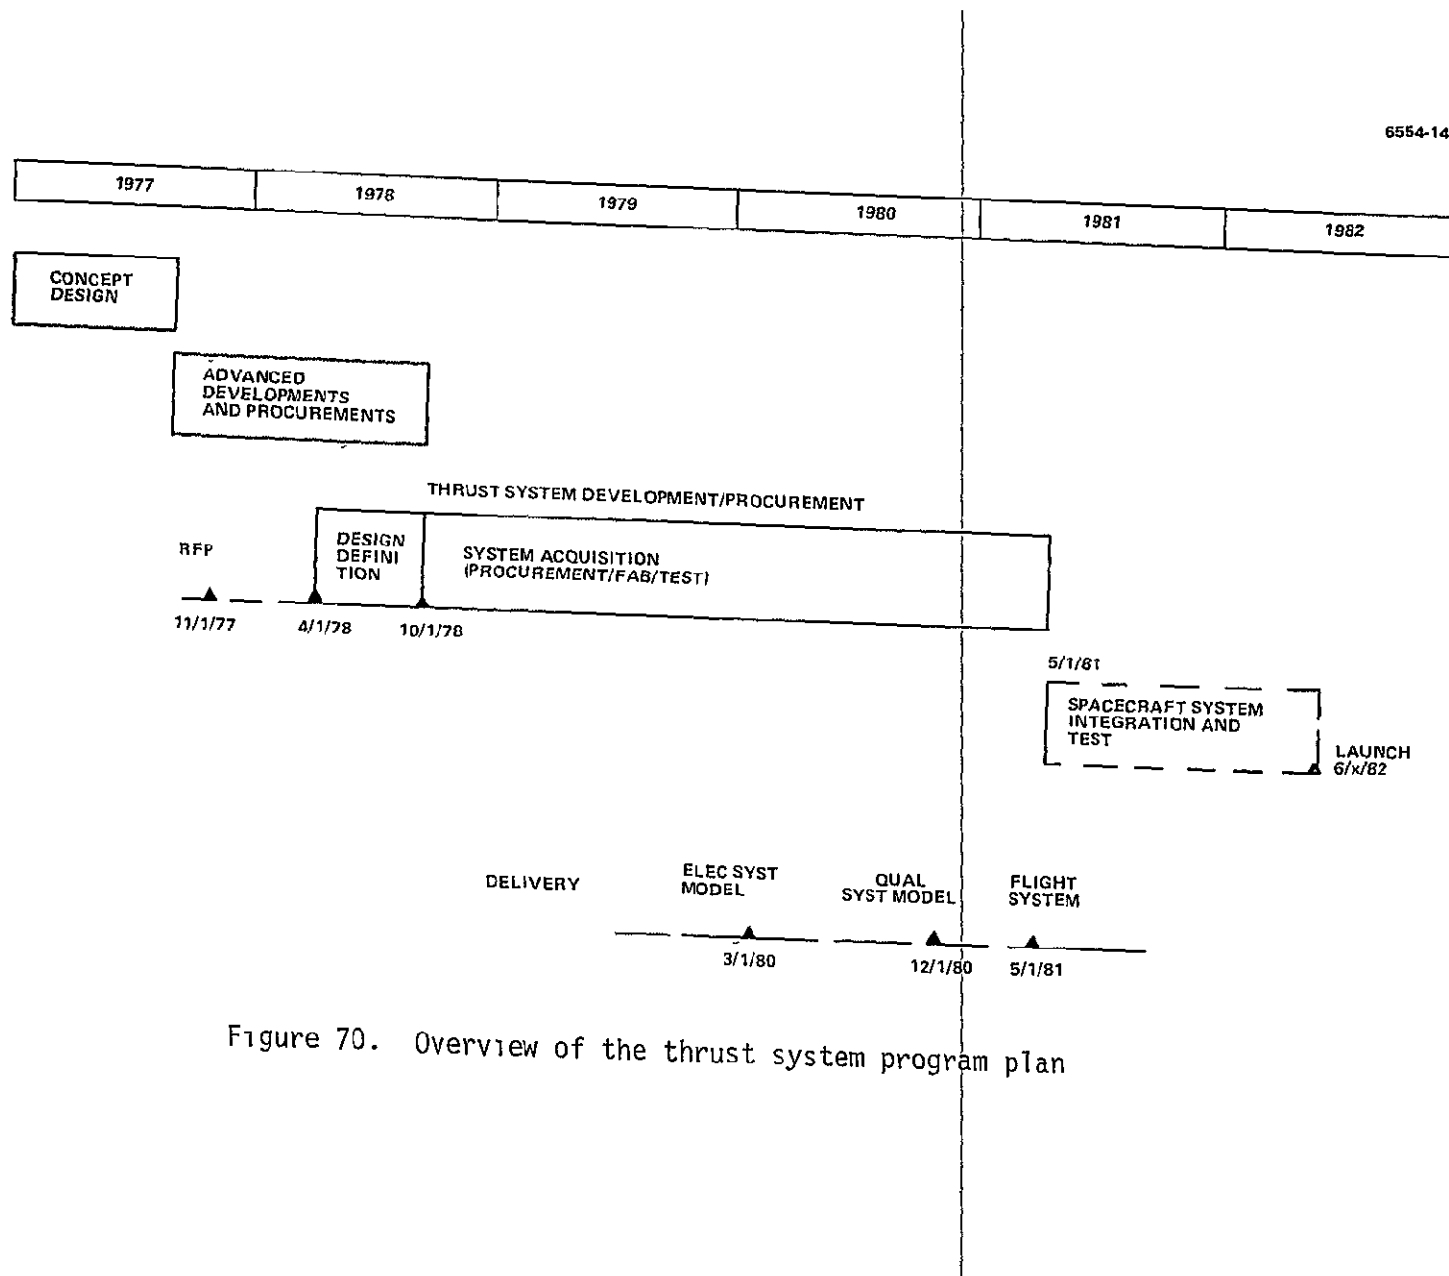 6554-14
1977 1978 1979 1980 1981 1982
CONCEPT
DESIGN
ADVANCED
DEVELOPMENTS
AND PROCUREMENTS
THRUST SYSTEM DEVELOPMENT/PROCUREMENT
RFP
DESIGN
DEFINI
TION
SYSTEM ACQUISITION
(PROCUREMENT/FAB/TEST)
11/1/77 4/1/78 10/1/78
5/1/81
SPACECRAFT SYSTEM
INTEGRATION AND
TEST
LAUNCH
6/x/82
DELIVERY
ELEC SYST
MODEL
QUAL
SYST MODEL
FLIGHT
SYSTEM
3/1/80 12/1/80 5/1/81
Figure 70. Overview of the thrust system program plan